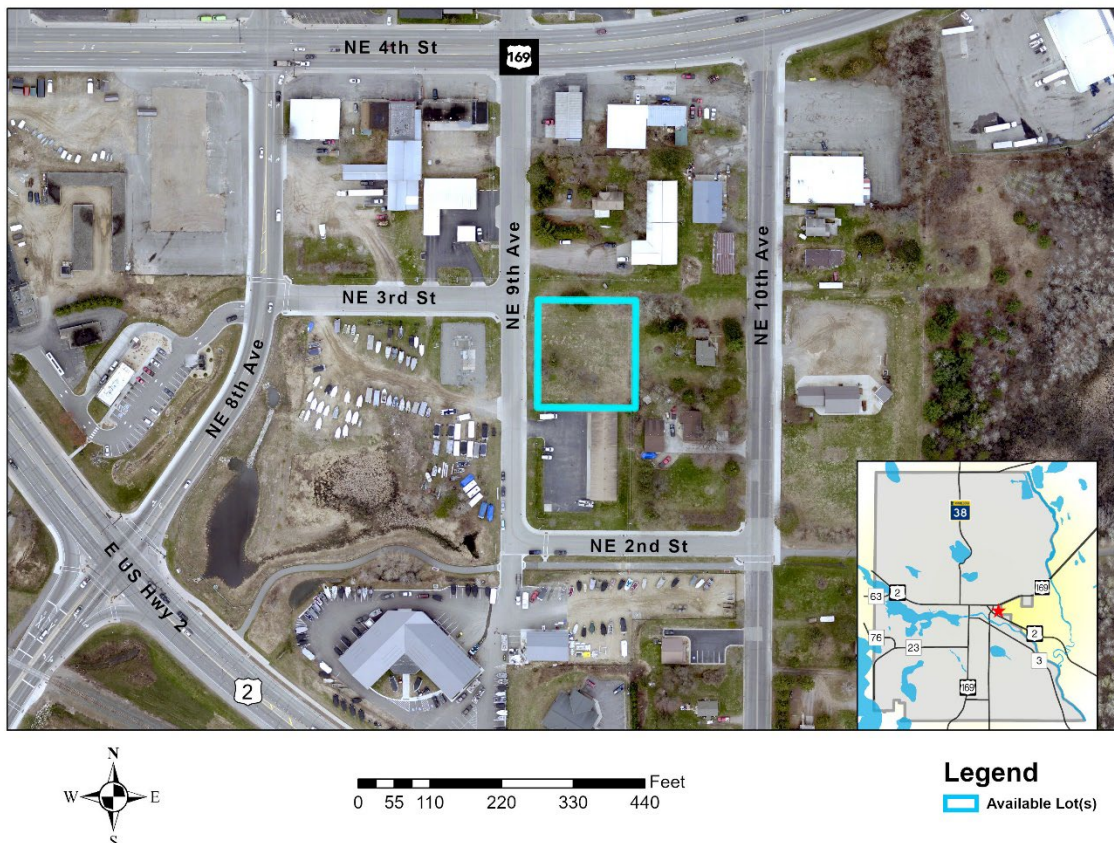 NE 4th St
169
NE 3rd St
NE 9th Ave
NE 10th Ave
NE 8th Ave
NE 2nd St
E US Hwy 2
2
38
169
63
2
76
23
2
3
169
N
W
E
S
Feet
0 55 110 220 330 440
Legend
Available Lot(s)